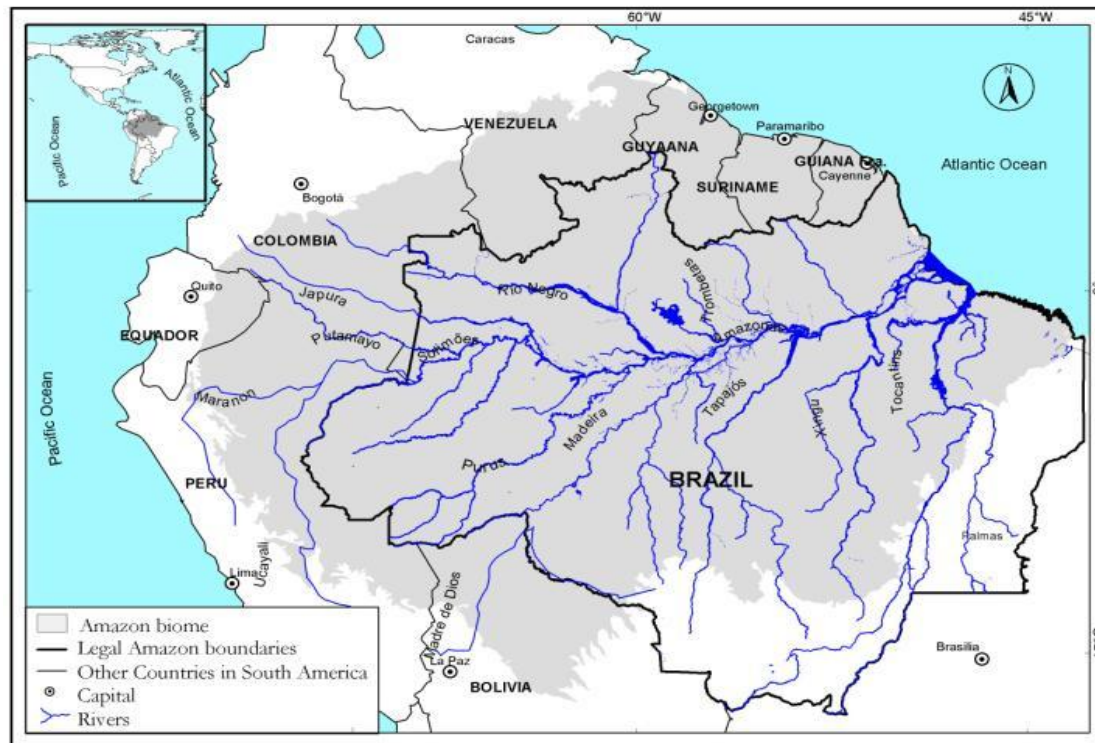 60°W
45°W
Atlantic Ocean
Pacific Ocean
Caracas
N
Georgetown
VENEZUELA
Paramaribo
GUYAANA
GUIANA Fra.
Cayenne
Atlantic Ocean
SURINAME
Bogotá
COLOMBIA
Quito
Japura
Rio Negro
Trombetas
EQUADOR
Putamayo
Solimões
Amazonas
Maranon
Tocantins
Tapajós
Xingu
Madeira
Pacific Ocean
Purus
BRAZIL
PERU
Palmas
Ucayali
Lima
Madre de Dios
La Paz
Brasilia
BOLIVIA
Amazon biome
Legal Amazon boundaries
Other Countries in South America
Capital
Rivers